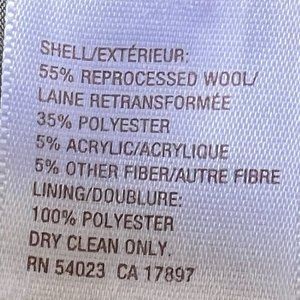 SHELL/EXTÉRIEUR:
55% REPROCESSED WOOL/
LAINE RETRANSFORMÉE
35% POLYESTER
5% ACRYLIC/ACRYLIQUE
5% OTHER FIBER/AUTRE FIBRE
LINING/DOUBLURE:
100% POLYESTER
DRY CLEAN ONLY.
RN 54023 CA 17897